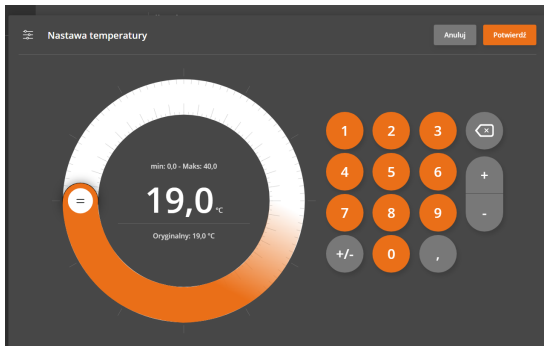 Nastawa temperatury
Anuluj
Potwierdź
min: 0,0 - Maks: 40,0
19,0 °C
Oryginalny: 19,0 °C
1 2 3
4 5 6 +
7 8 9 -
+/- 0 ,